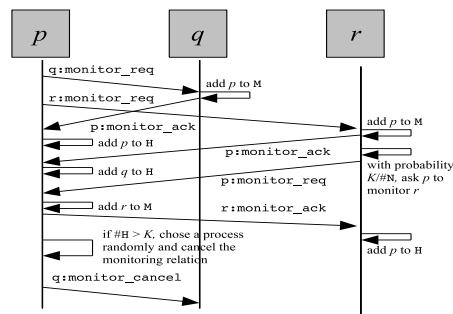 p
q
r
q:monitor_req
add p to M
r:monitor_req
add p to M
p:monitor_ack
add p to H
p:monitor_ack
with probability
K/#N, ask p to
monitor r
add q to H
p:monitor_req
add r to M
r:monitor_ack
if #H > K, chose a process
randomly and cancel the
monitoring relation
add p to H
q:monitor_cancel